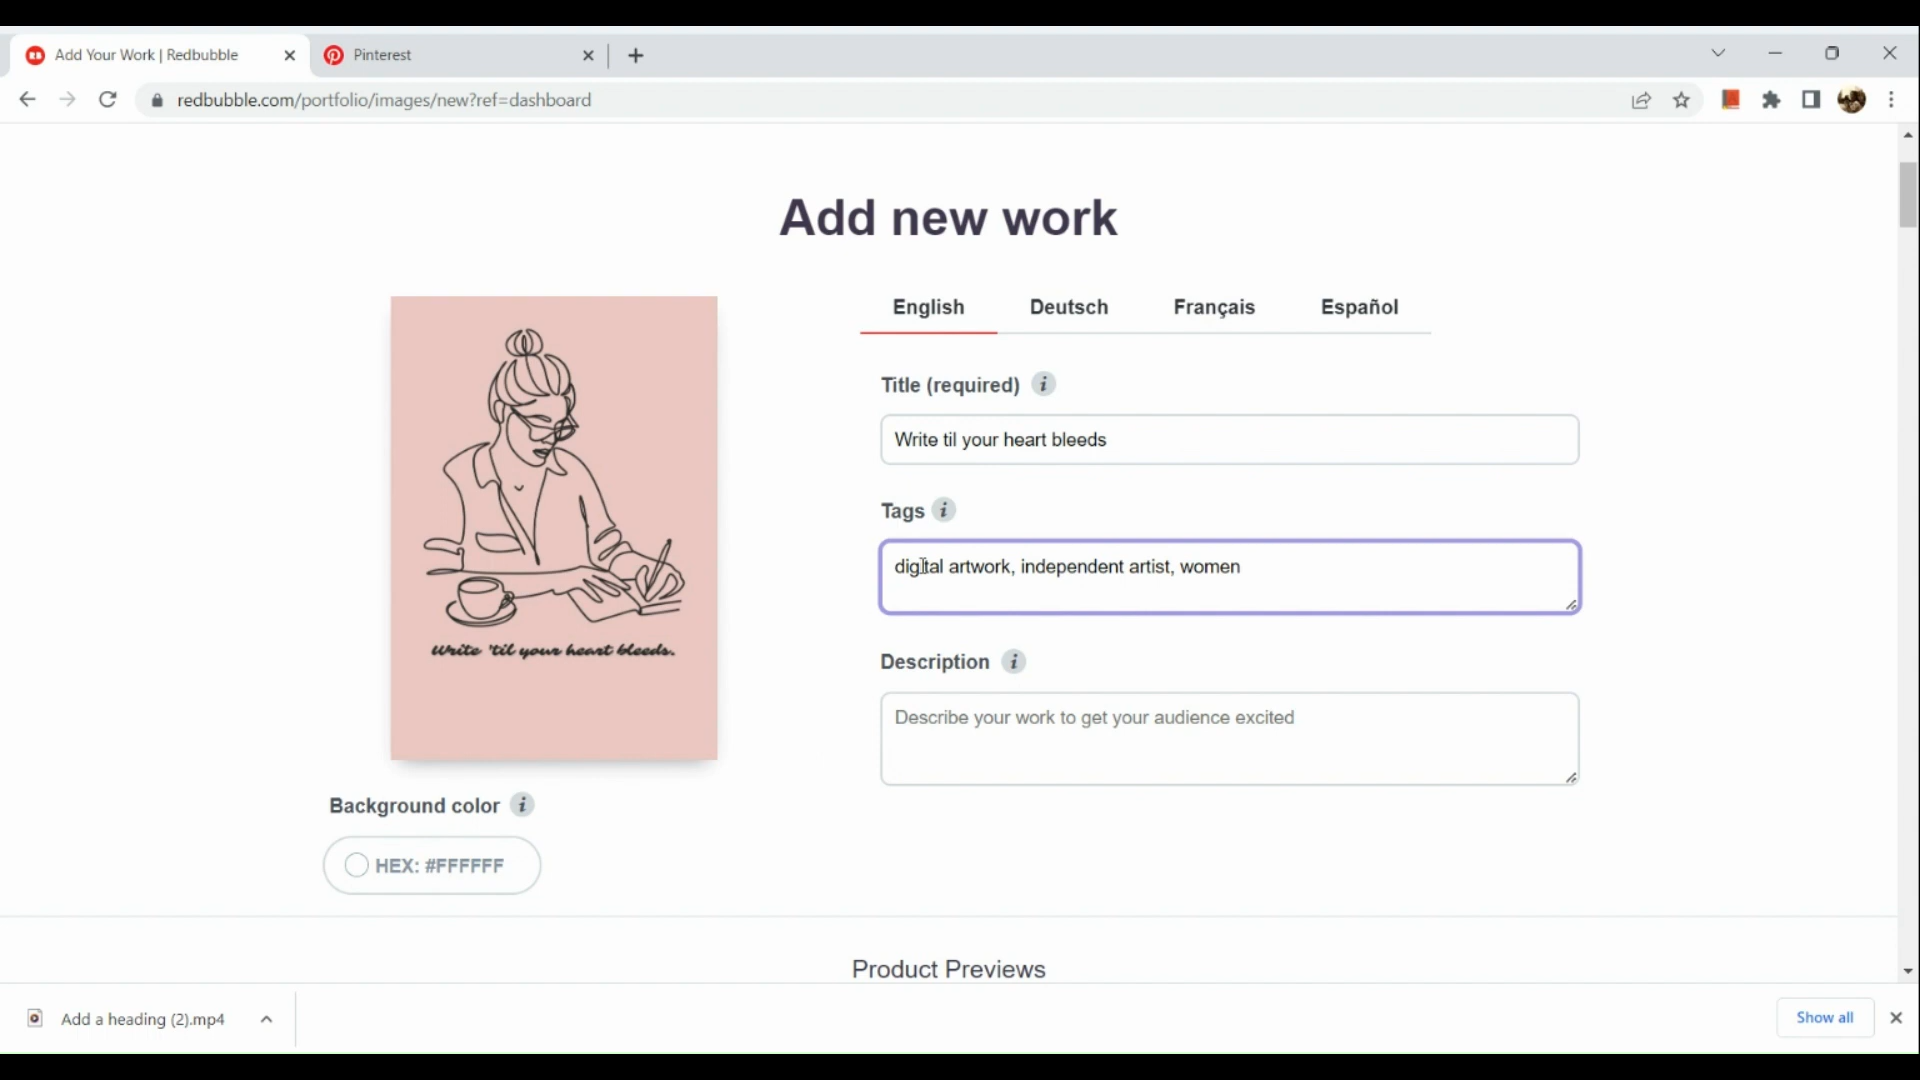 Add Your Work | Redbubble
Pinterest
redbubble.com/portfolio/images/new?ref=dashboard
Add new work
English Deutsch Français Español
Title (required)
Write til your heart bleeds
Tags
digital artwork, independent artist, women
Description
Describe your work to get your audience excited
Write 'til your heart bleeds.
Background color
HEX: #FFFFFF
Product Previews
Add a heading (2).mp4
Show all